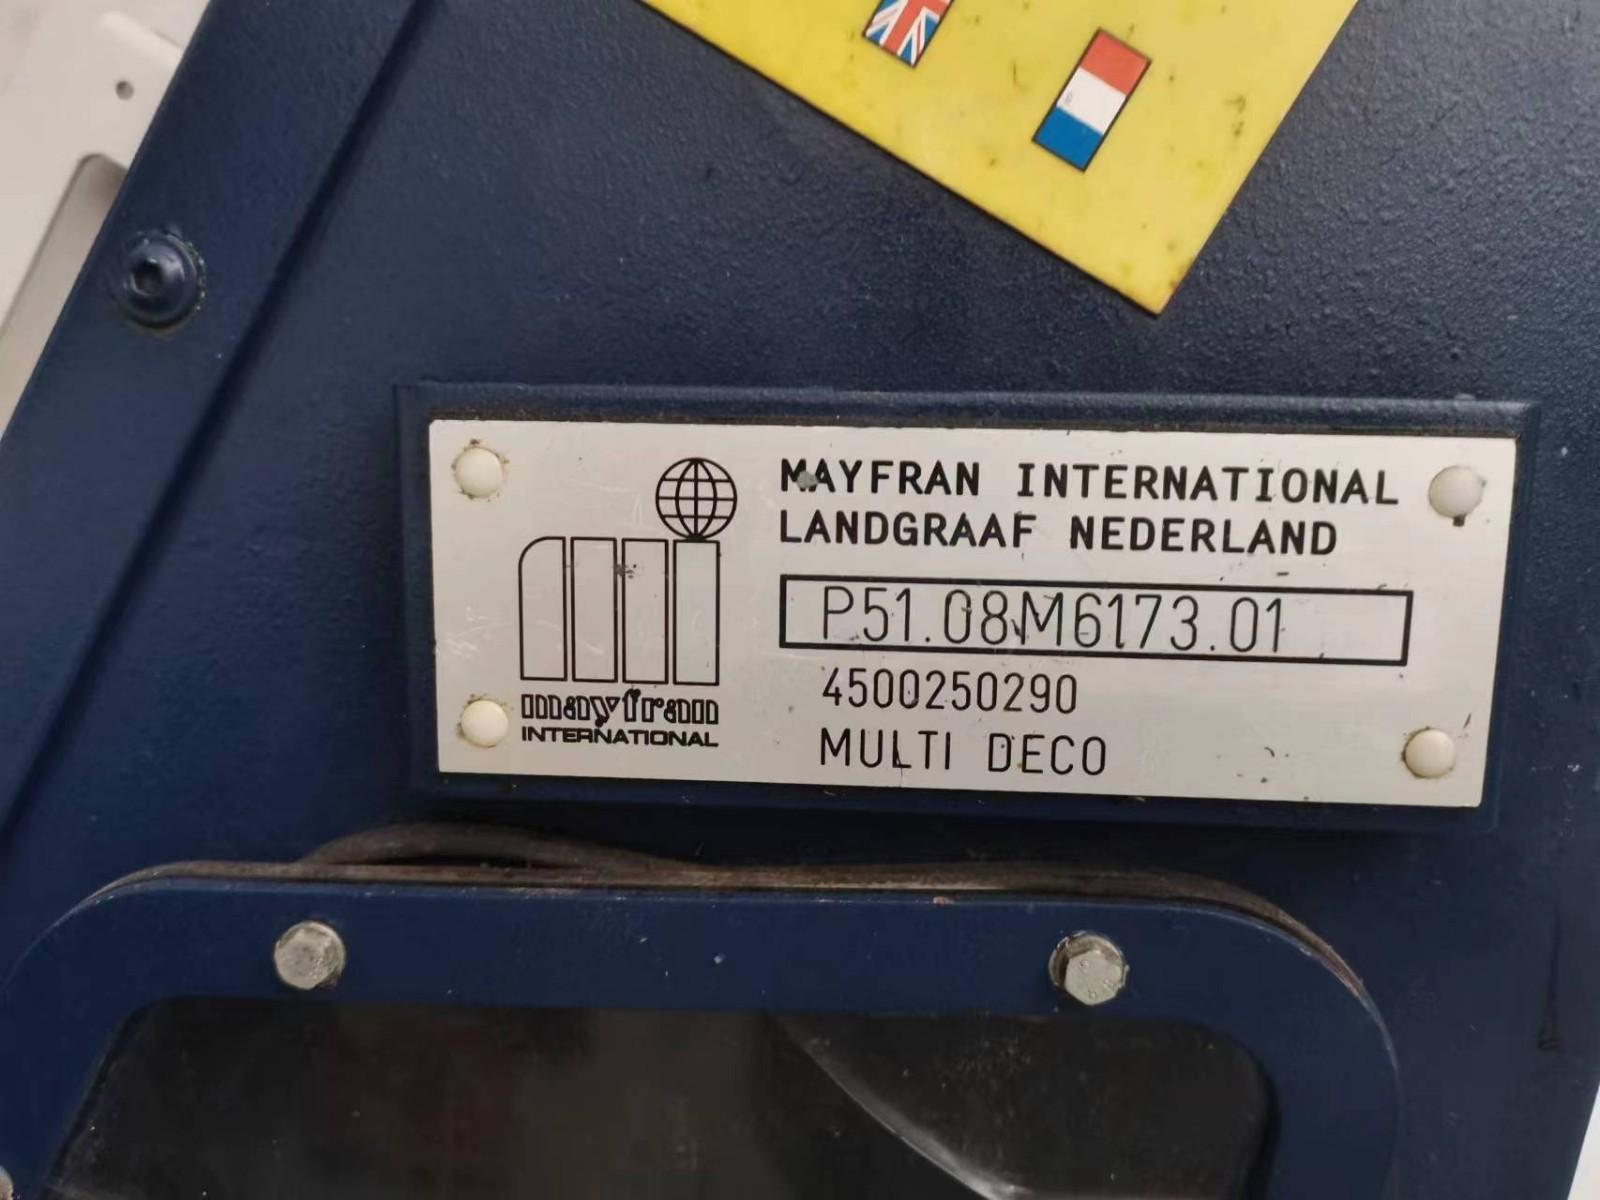 MAYFRAN INTERNATIONAL
LANDGRAAF NEDERLAND
P51.08M6173.01
4500250290
MULTI DECO
mayfran
INTERNATIONAL